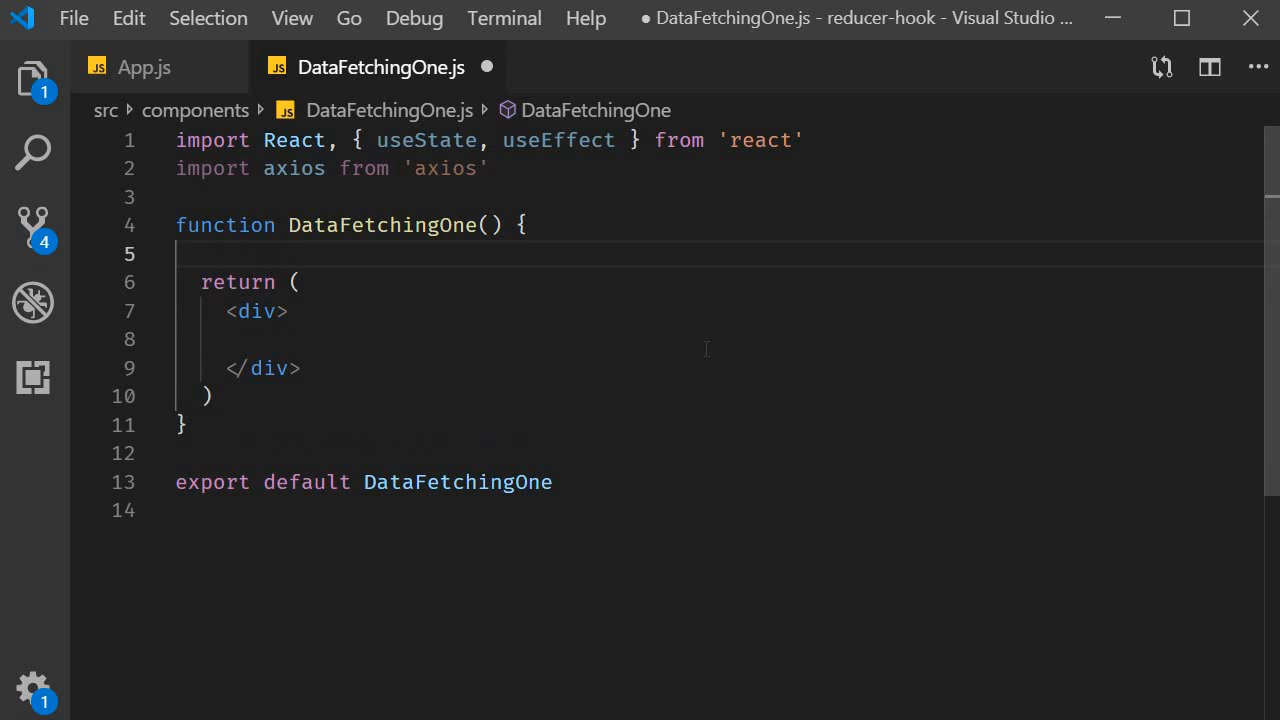 File Edit Selection View Go Debug Terminal Help ● DataFetchingOne.js - reducer-hook - Visual Studio ...
JS App.js JS DataFetchingOne.js ●
src components JS DataFetchingOne.js DataFetchingOne
1 import React, { useState, useEffect } from 'react'
2 import axios from 'axios'
3
4 function DataFetchingOne() {
5
6 return (
7 <div>
8
9 </div>
10 )
11 }
12
13 export default DataFetchingOne
14
1
4
1